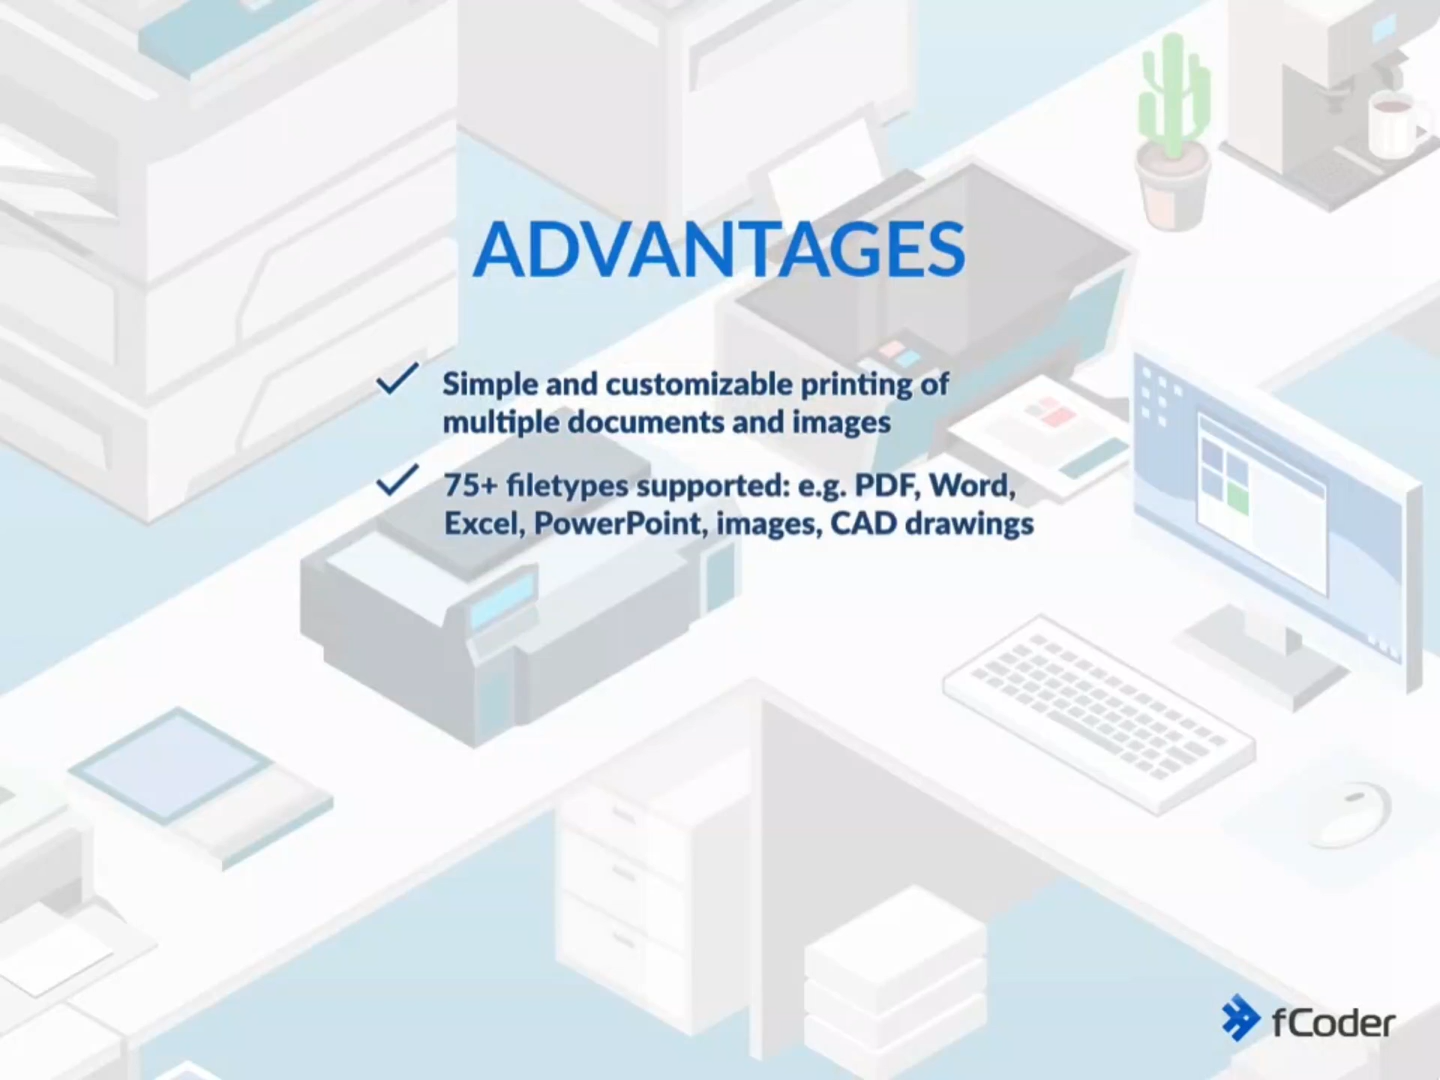 ADVANTAGES
Simple and customizable printing of
multiple documents and images
75+ filetypes supported: e.g. PDF, Word,
Excel, PowerPoint, images, CAD drawings
fCoder